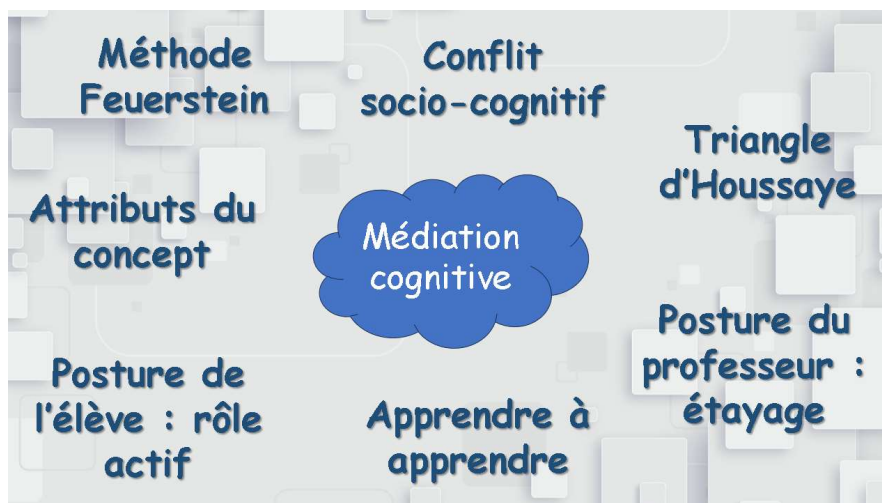 Méthode
Feuerstein
Conflit
socio-cognitif
Triangle
d'Houssaye
Attributs du
concept
Médiation
cognitive
Posture du
professeur :
étayage
Posture de
l'élève : rôle
actif
Apprendre à
apprendre